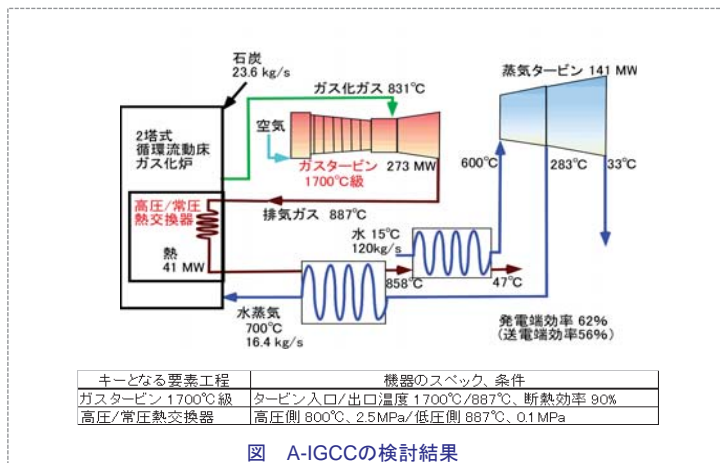 石炭
23.6 kg/s
ガス化ガス 831℃
蒸気タービン 141 MW
2塔式
循環流動床
ガス化炉
空気
ガスタービン
1700℃級
273 MW
600℃
283℃
33℃
高圧/常圧
熱交換器
排気ガス 887℃
熱
41 MW
水 15℃
120kg/s
858℃
47℃
水蒸気
700℃
16.4 kg/s
発電端効率 62%
(送電端効率56%)
キーとなる要素工程 機器のスペック、条件
ガスタービン 1700℃級 タービン入口/出口温度 1700℃/887℃、断熱効率 90%
高圧/常圧熱交換器 高圧側 800℃、2.5MPa/低圧側 887℃、0.1MPa
図 A-IGCCの検討結果